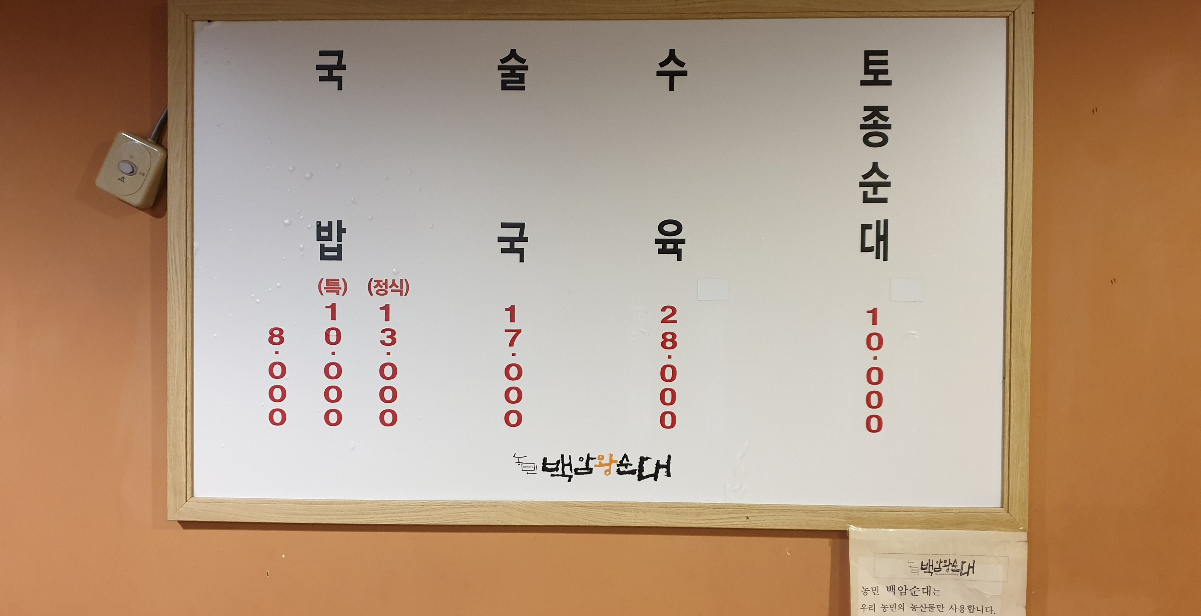 토종순대
10.000
수육
28.000
술국
17.000
국밥
8.000
(특)
10.000
(정식)
13.000
농민 백암왕순대
백암왕순대
농민 백암순대는
우리 농민의 농산물만 사용합니다.